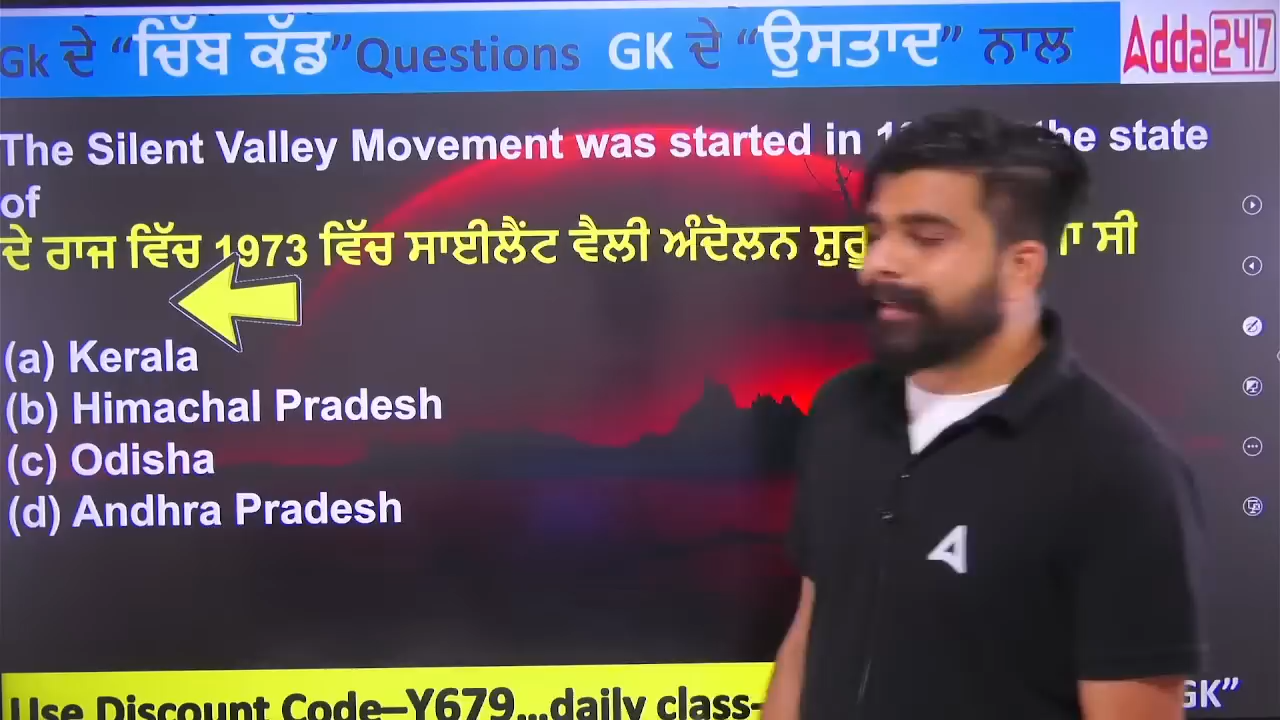 Gk ਦੇ “ਚਿੱਬ ਕੱਡ”Questions GK ਦੇ “ਉਸਤਾਦ” ਨਾਲ
Adda247
The Silent Valley Movement was started in the state
of
ਦੇ ਰਾਜ ਵਿੱਚ 1973 ਵਿੱਚ ਸਾਈਲੈਂਟ ਵੈਲੀ ਅੰਦੋਲਨ ਸੀ
(a) Kerala
(b) Himachal Pradesh
(c) Odisha
(d) Andhra Pradesh
Use Discount Code–Y679...daily class- GK”